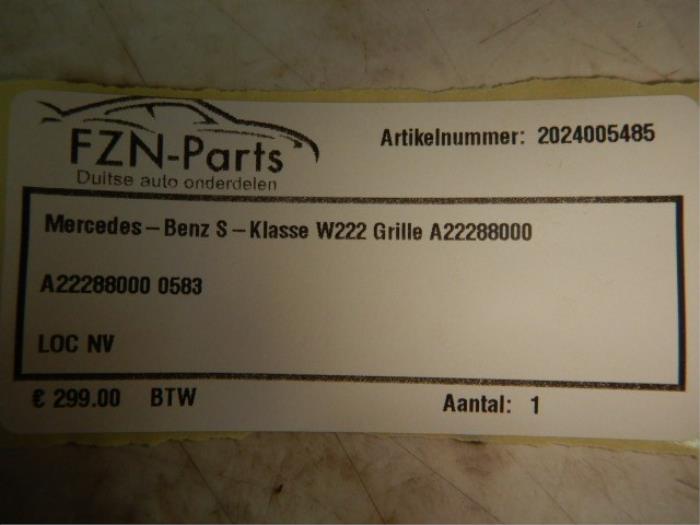 FZN-Parts
Duitse auto onderdelen
Artikelnummer: 2024005485
Mercedes-Benz S-Klasse W222 Grille A22288000
A22288000 0583
LOC NV
€ 299.00 BTW
Aantal: 1